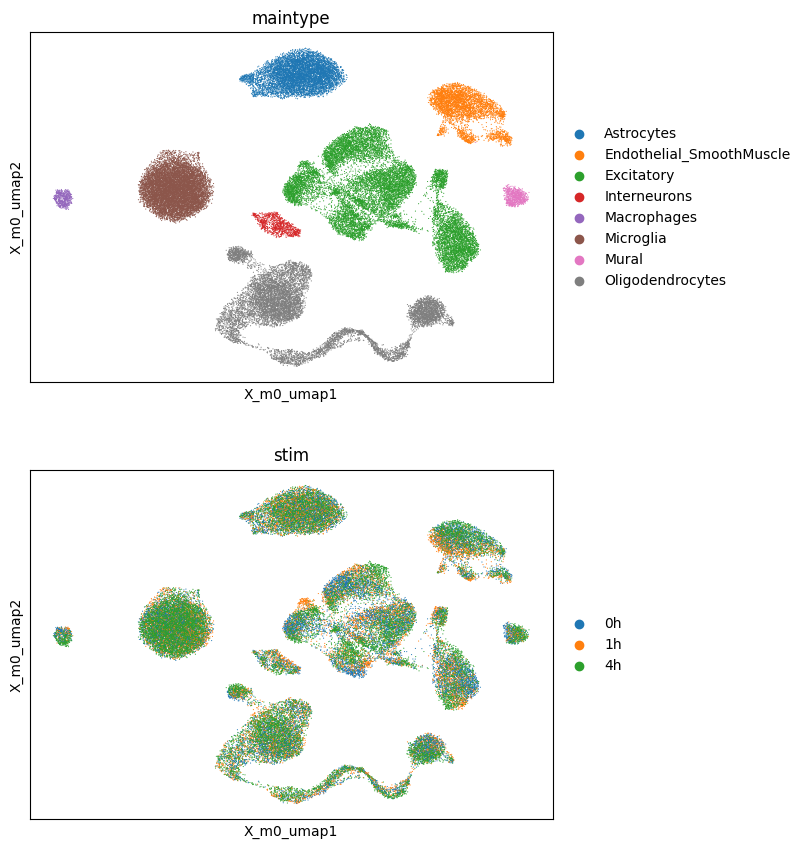 maintype
X_m0_umap2
X_m0_umap1
Astrocytes
Endothelial_SmoothMuscle
Excitatory
Interneurons
Macrophages
Microglia
Mural
Oligodendrocytes
stim
X_m0_umap2
X_m0_umap1
0h
1h
4h